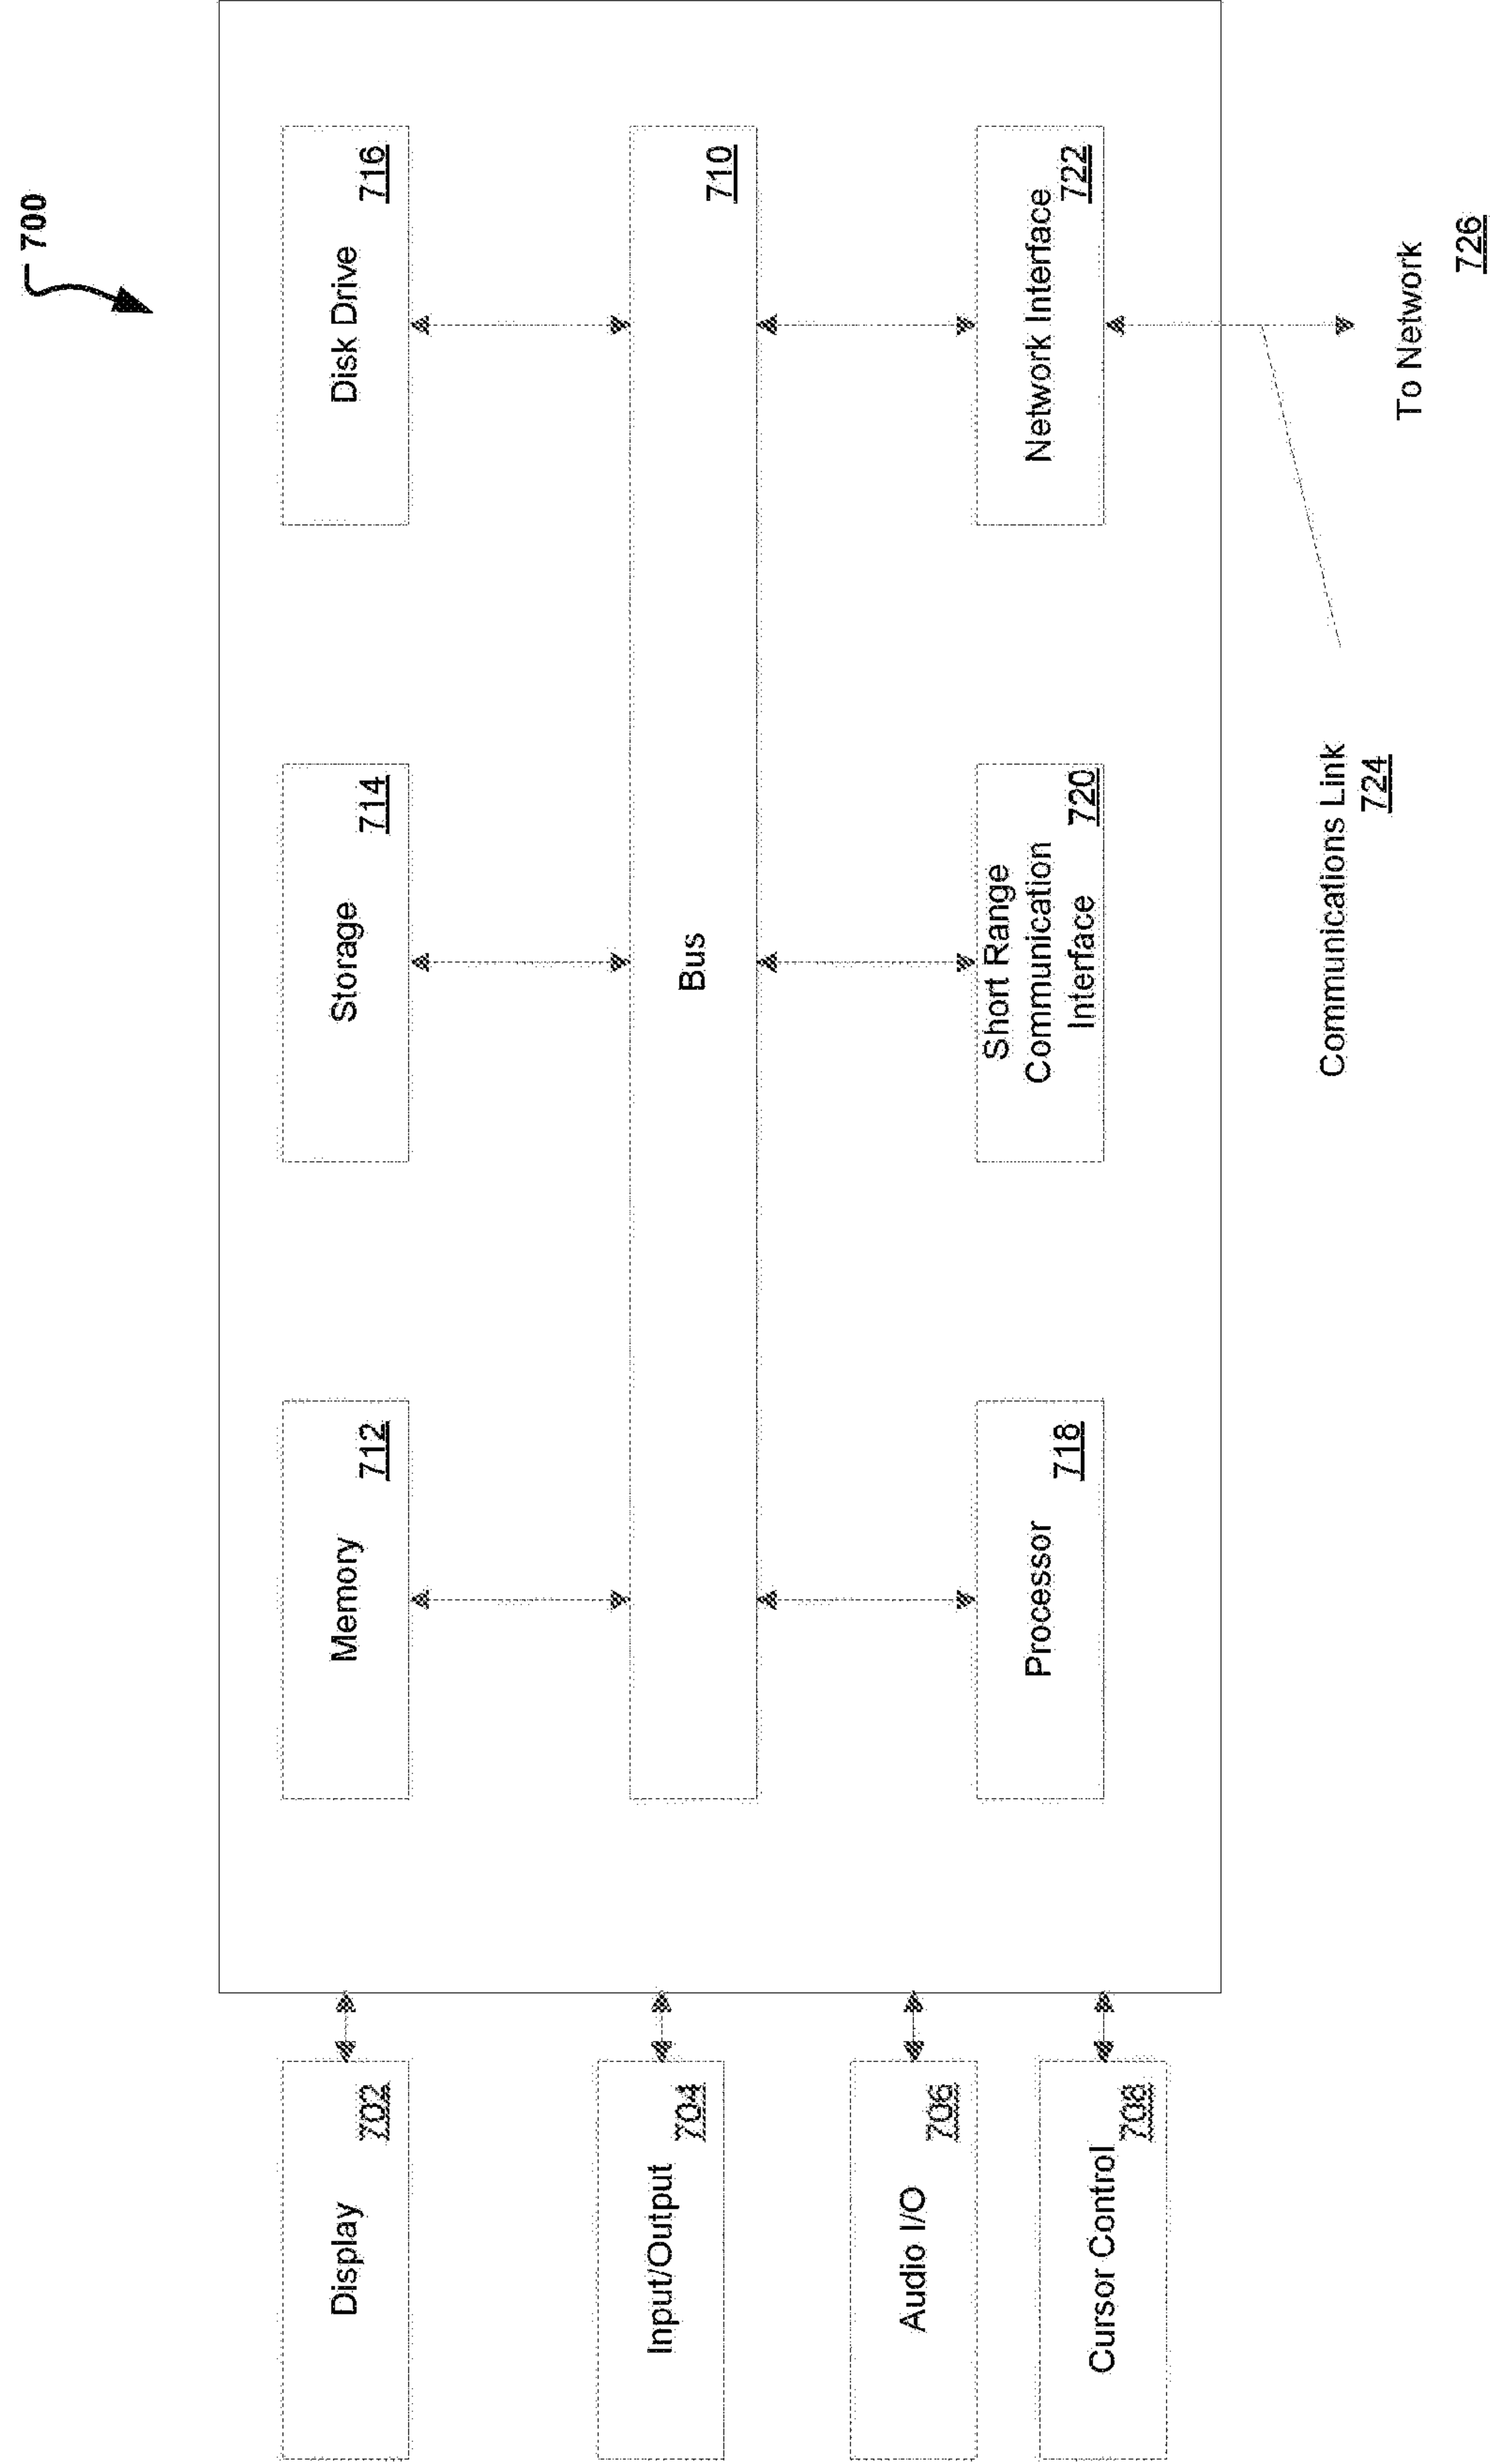 700
Display
702
Input/Output
704
Audio I/O
706
Cursor Control
708
Memory
712
Storage
714
Disk Drive
716
Bus
710
Processor
718
Short Range
Communication
Interface
720
Network Interface
722
Communications Link
724
To Network
726